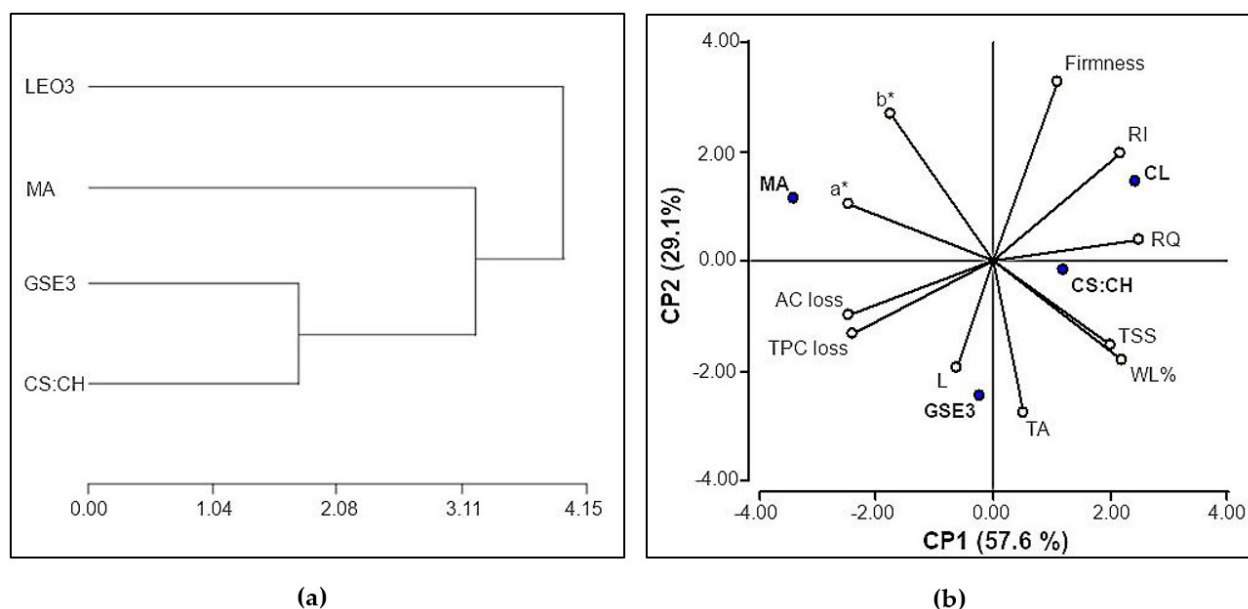 LEO3
MA
GSE3
CS:CH
0.00 1.04 2.08 3.11 4.15
(a)
4.00
2.00
0.00
-2.00
-4.00
CP2 (29.1%)
Firmness
b*
RI
CL
MA
a*
RQ
CS:CH
AC loss
TPC loss
TSS
WL%
L
GSE3
TA
-4.00 -2.00 0.00 2.00 4.00
CP1 (57.6 %)
(b)